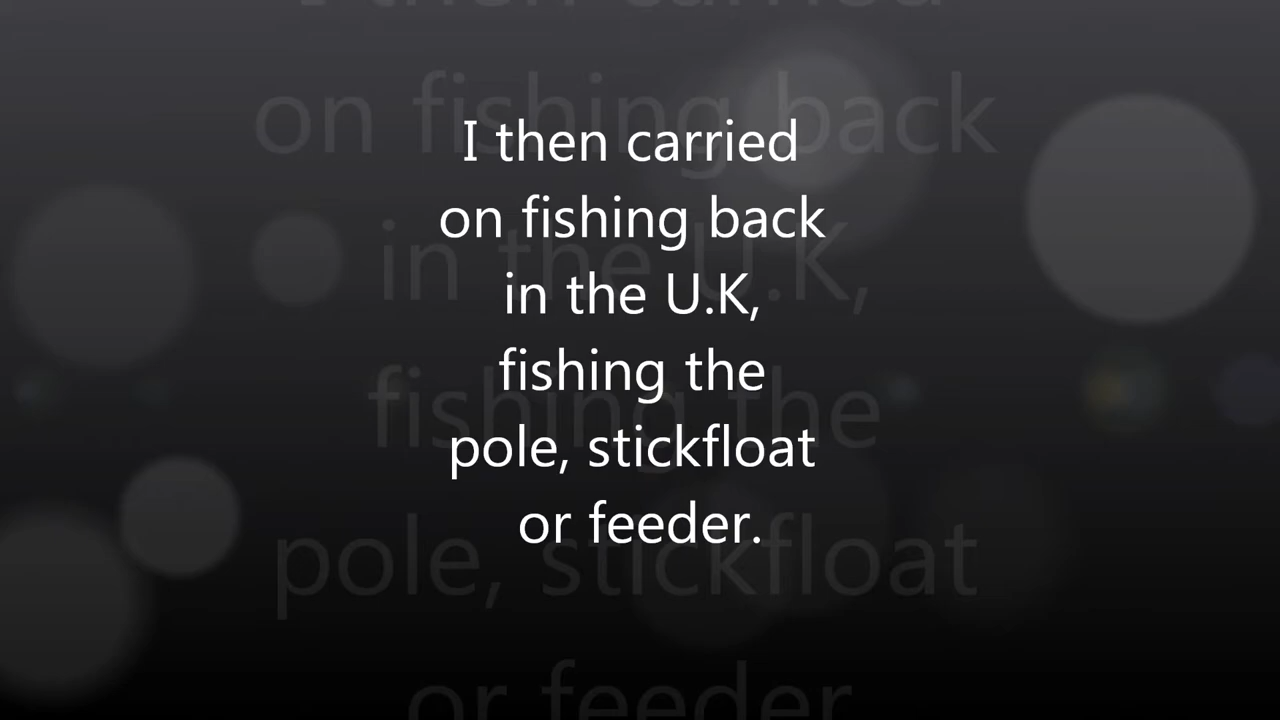 I then carried
on fishing back
in the U.K,
fishing the
pole, stickfloat
or feeder.